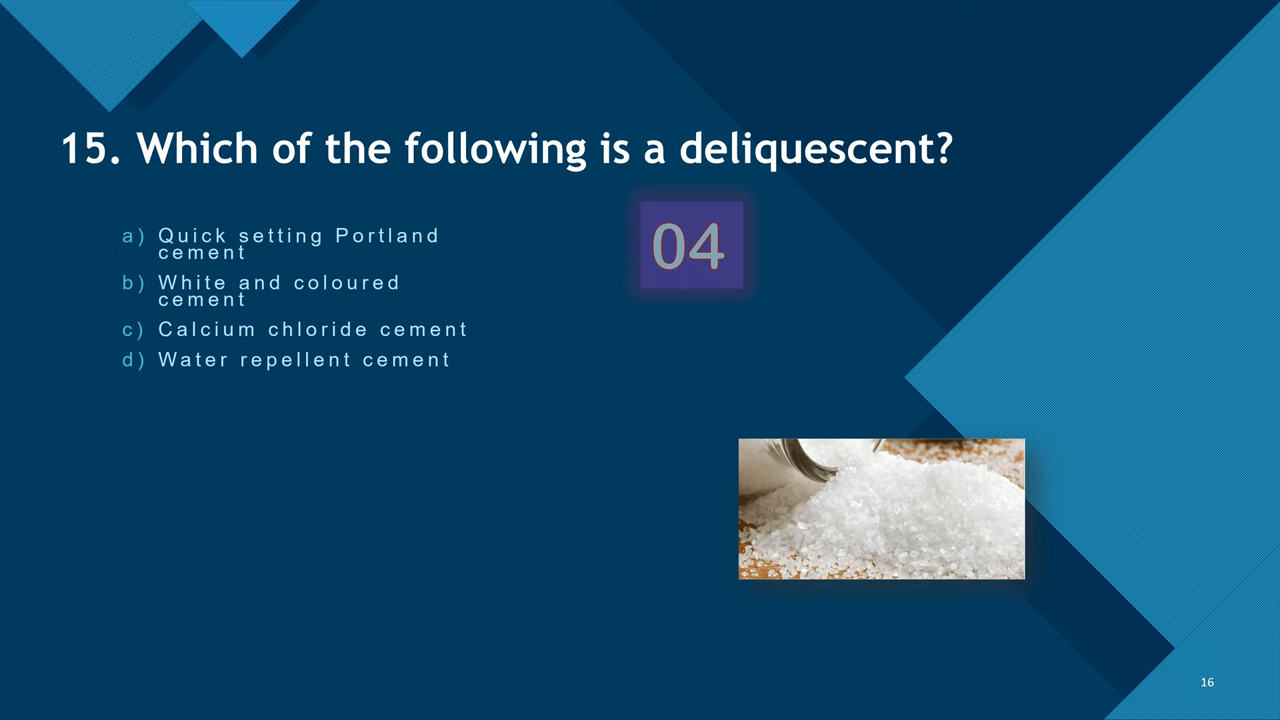 15. Which of the following is a deliquescent?
a) Quick setting Portland
cement
b) White and coloured
cement
c) Calcium chloride cement
d) Water repellent cement
04
16